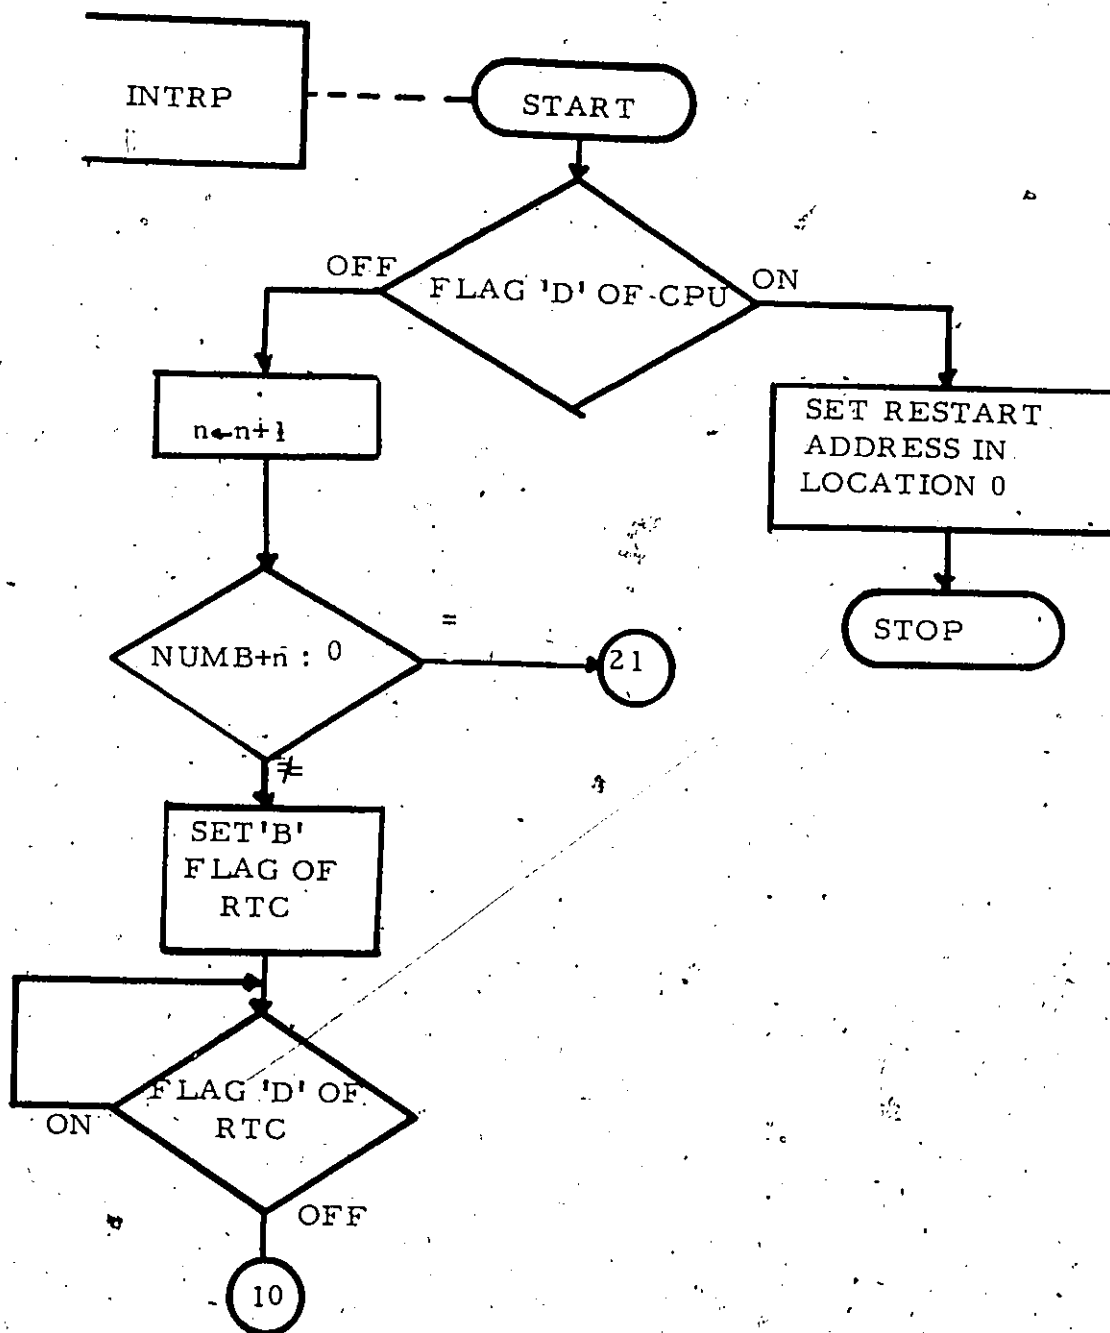 INTRP
START
OFF
FLAG 'D' OF CPU
ON
n←n+1
SET RESTART
ADDRESS IN
LOCATION 0
STOP
NUMB+n : 0
=
21
≠
SET 'B'
FLAG OF
RTC
FLAG 'D' OF
RTC
ON
OFF
10